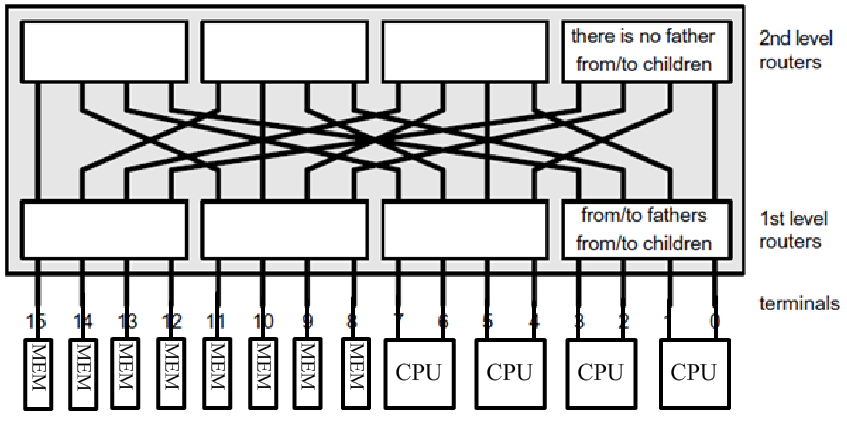 there is no father
from/to children
2nd level
routers
from/to fathers
from/to children
1st level
routers
terminals
15 14 13 12 11 10 9 8 7 6 5 4 3 2 1 0
MEM MEM MEM MEM MEM MEM MEM MEM CPU CPU CPU CPU